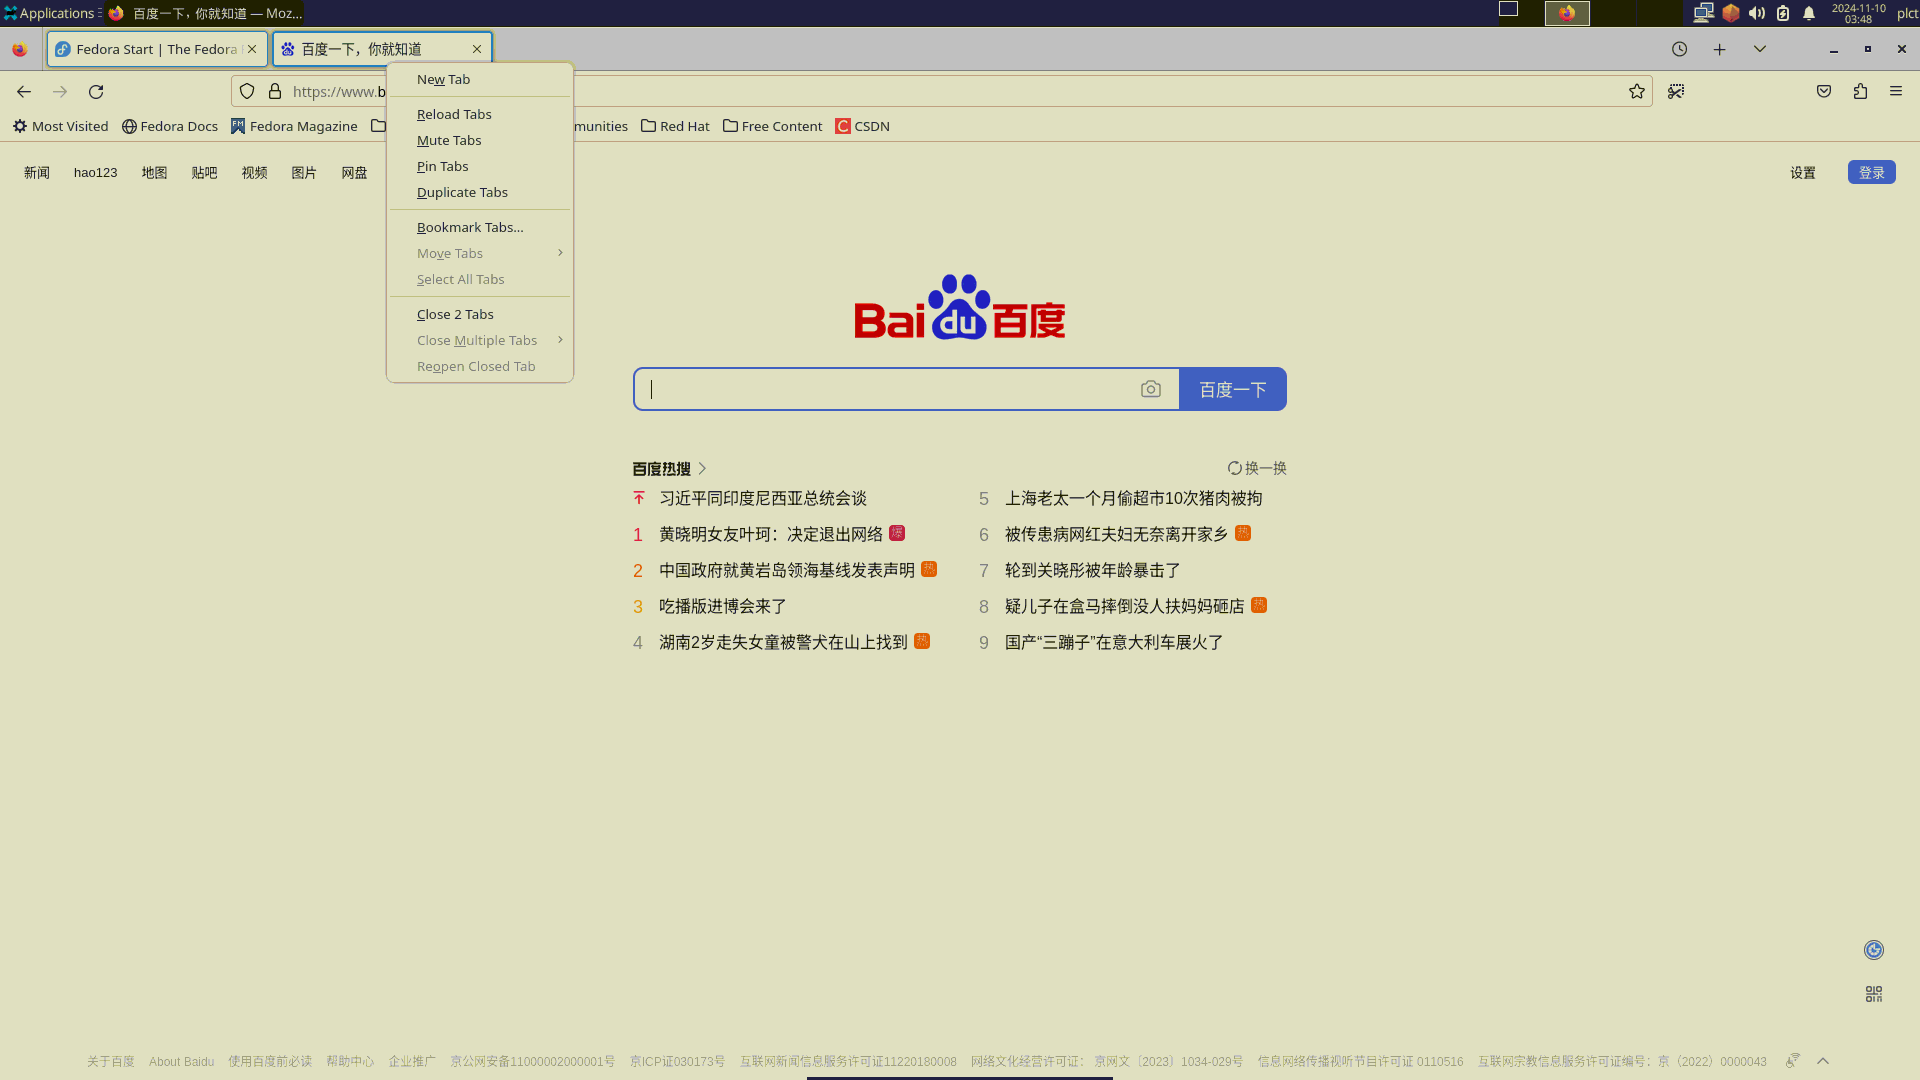 Applications
百度一下，你就知道 — Moz...
2024-11-10
03:48
plct
Fedora Start | The Fedora
百度一下，你就知道
https://www.b
Most Visited
Fedora Docs
Fedora Magazine
munities
Red Hat
Free Content
CSDN
New Tab
Reload Tabs
Mute Tabs
Pin Tabs
Duplicate Tabs
Bookmark Tabs...
Move Tabs
Select All Tabs
Close 2 Tabs
Close Multiple Tabs
Reopen Closed Tab
新闻 hao123 地图 贴吧 视频 图片 网盘
设置 登录
Bai du 百度
百度一下
百度热搜
换一换
习近平同印度尼西亚总统会谈
1 黄晓明女友叶珂：决定退出网络 爆
2 中国政府就黄岩岛领海基线发表声明 热
3 吃播版进博会来了
4 湖南2岁走失女童被警犬在山上找到 热
5 上海老太一个月偷超市10次猪肉被拘
6 被传患病网红夫妇无奈离开家乡 热
7 轮到关晓彤被年龄暴击了
8 疑儿子在盒马摔倒没人扶妈妈砸店 热
9 国产“三蹦子”在意大利车展火了
关于百度 About Baidu 使用百度前必读 帮助中心 企业推广 京公网安备11000002000001号 京ICP证030173号 互联网新闻信息服务许可证11220180008 网络文化经营许可证： 京网文〔2023〕1034-029号 信息网络传播视听节目许可证 0110516 互联网宗教信息服务许可证编号：京（2022）0000043